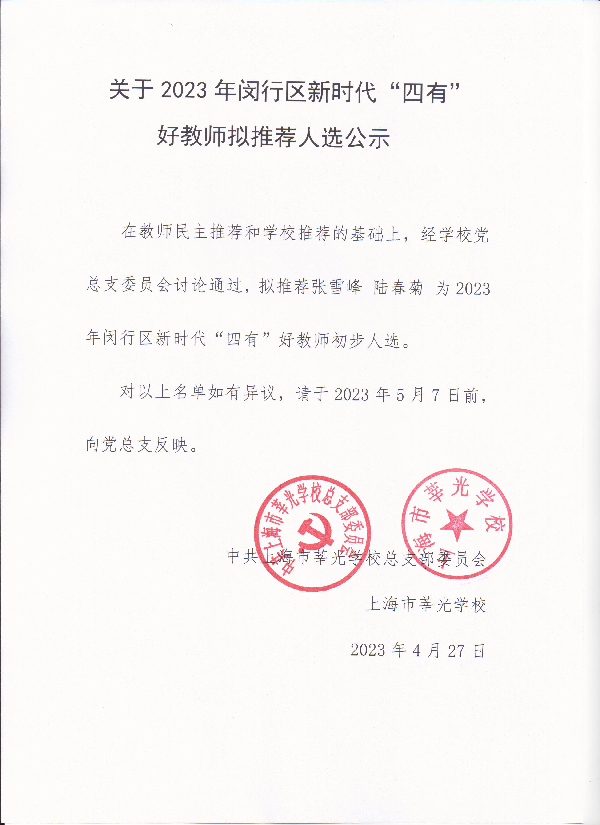 关于 2023 年闵行区新时代“四有”
好教师拟推荐人选公示
在教师民主推荐和学校推荐的基础上，经学校党
总支委员会讨论通过，拟推荐张雪峰 陆春菊 为 2023
年闵行区新时代“四有”好教师初步人选。
对以上名单如有异议，请于 2023 年 5 月 7 日前，
向党总支反映。
中共上海市莘光学校总支部委员会
上海市莘光学校
中共上海市莘光学校总支部委员会
上海市莘光学校
2023 年 4 月 27 日